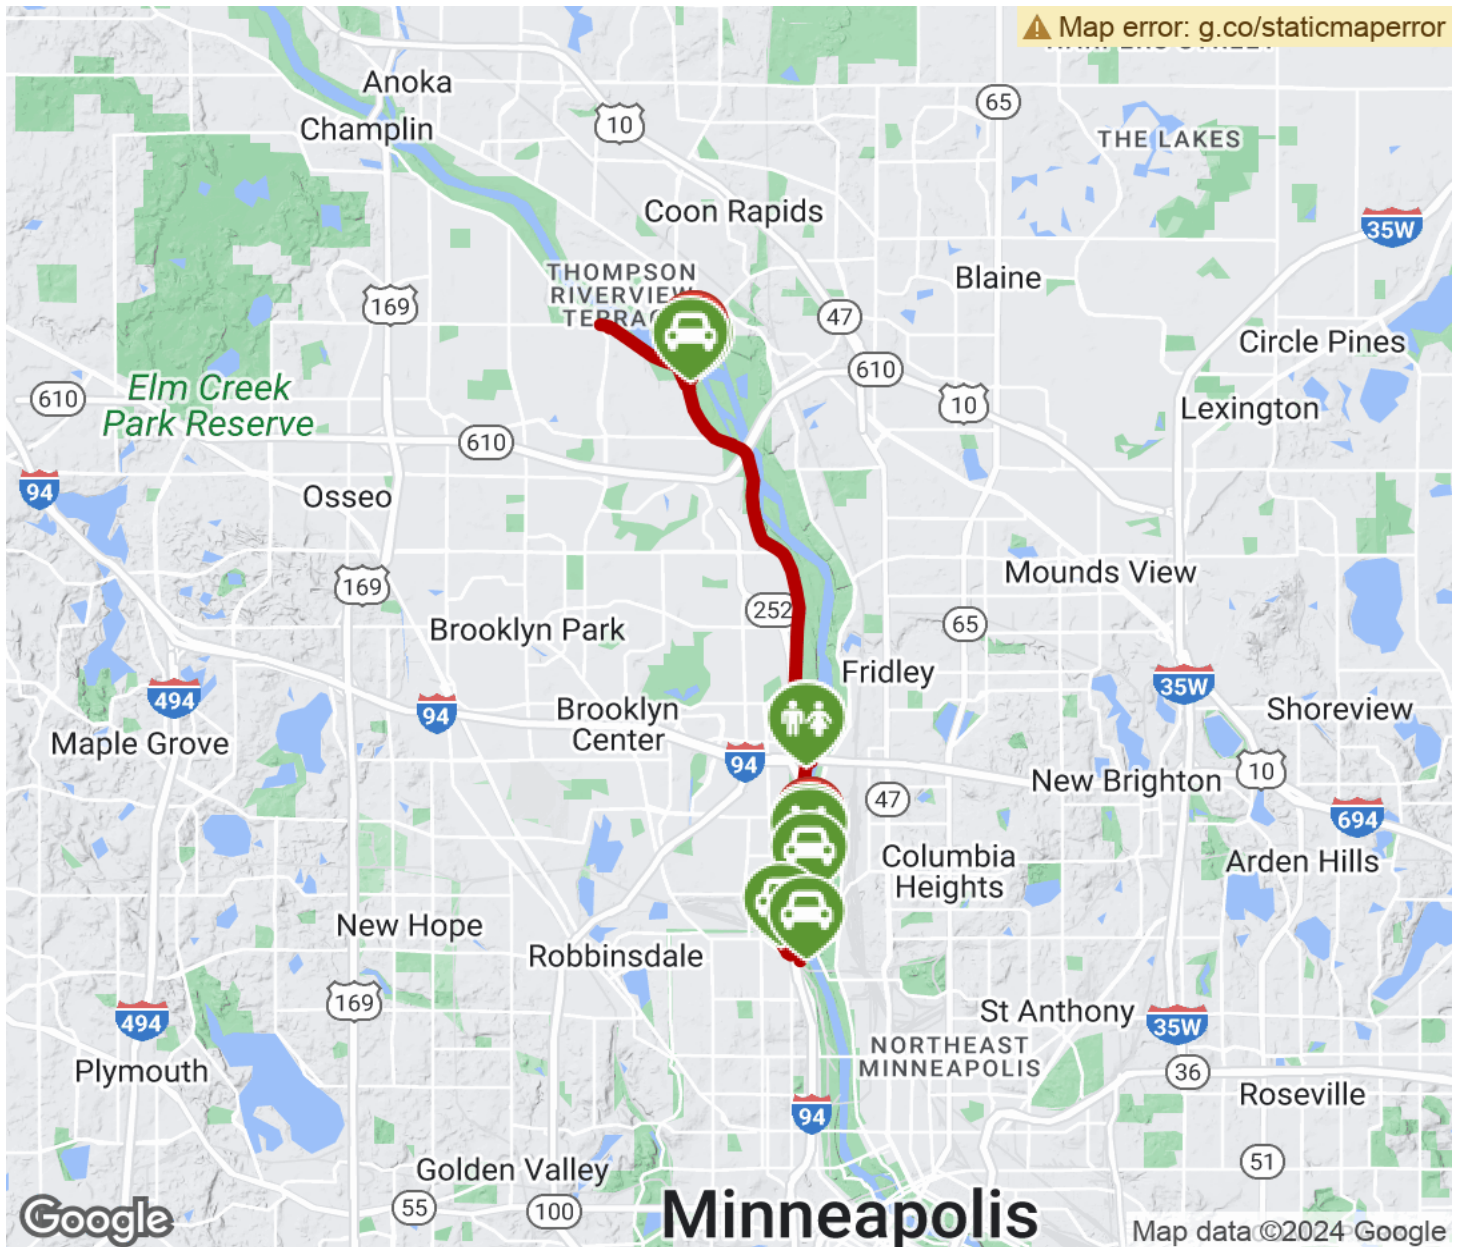 Map error: g.co/staticmaperror
Anoka
Champlin
10
65
THE LAKES
Coon Rapids
35W
THOMPSON
RIVERVIEW
Blaine
169
47
Circle Pines
610
Elm Creek
Park Reserve
610
10
Lexington
610
94
Osseo
169
Mounds View
252
65
Brooklyn Park
Fridley
35W
494
94
Brooklyn
Center
Shoreview
Maple Grove
94
New Brighton
10
47
694
Columbia
Heights
Arden Hills
New Hope
Robbinsdale
169
494
St Anthony
35W
NORTHEAST
MINNEAPOLIS
Plymouth
36
Roseville
94
51
Golden Valley
55
100
Minneapolis
Google
Map data ©2024 Google